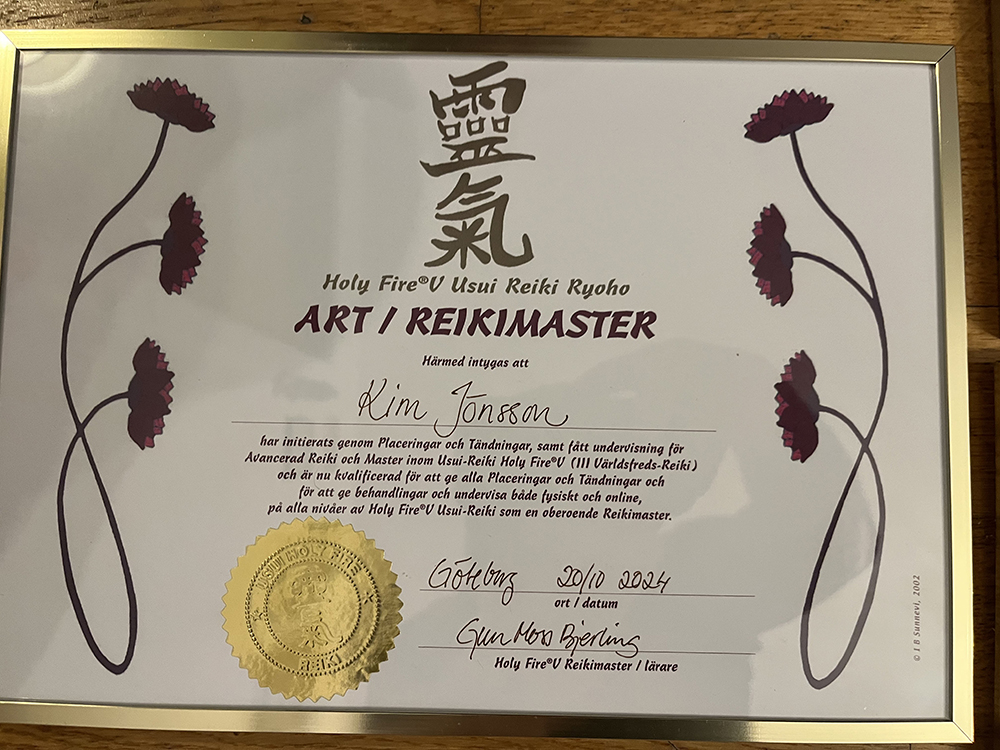 靈
氣
Holy Fire®V Usui Reiki Ryoho
ART / REIKIMASTER
Härmed intygas att
Kim Jonsson
har initierats genom Placeringar och Tändningar, samt fått undervisning för
Avancerad Reiki och Master inom Usui-Reiki Holy Fire®V (III Världsfreds-Reiki)
och är nu kvalificerad för att ge alla Placeringar och Tändningar och
för att ge behandlingar och undervisa både fysiskt och online,
på alla nivåer av Holy Fire®V Usui-Reiki som en oberoende Reikimaster.
USUI HOLY FIRE
靈
氣
REIKI
Göteborg 20/10 2024
ort / datum
Gun Moss Bjerling
Holy Fire®V Reikimaster / lärare
© I B Sunnevi, 2002